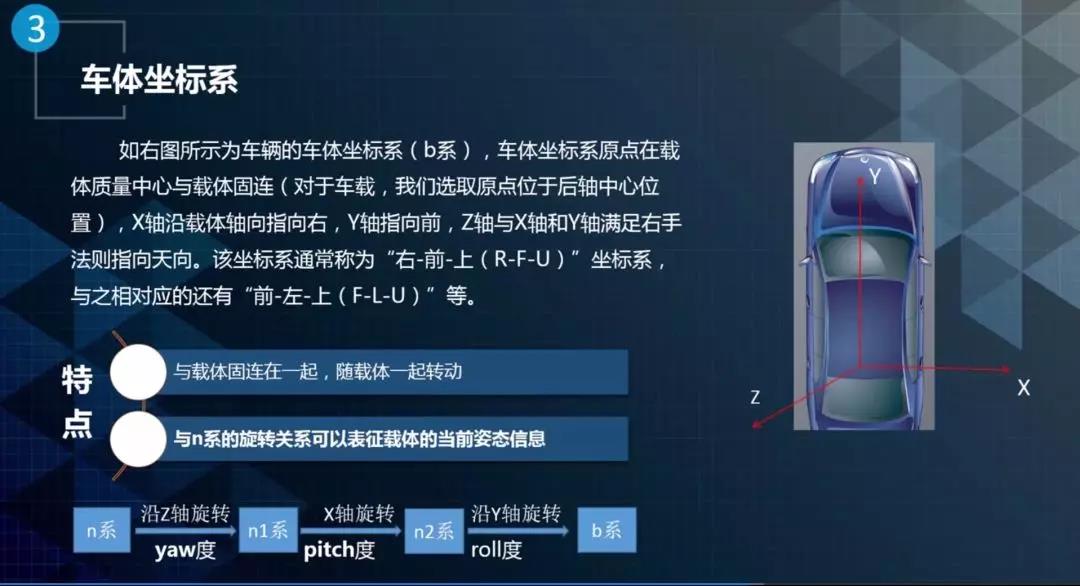 3
车体坐标系
如右图所示为车辆的车体坐标系（b系），车体坐标系原点在载
体质量中心与载体固连（对于车载，我们选取原点位于后轴中心位
置），X轴沿载体轴向指向右，Y轴指向前，Z轴与X轴和Y轴满足右手
法则指向天向。该坐标系通常称为“右-前-上（R-F-U）”坐标系，
与之相对应的还有“前-左-上（F-L-U）”等。
Y
X
Z
特点
与载体固连在一起，随载体一起转动
与n系的旋转关系可以表征载体的当前姿态信息
n系
沿Z轴旋转
yaw度
n1系
X轴旋转
pitch度
n2系
沿Y轴旋转
roll度
b系